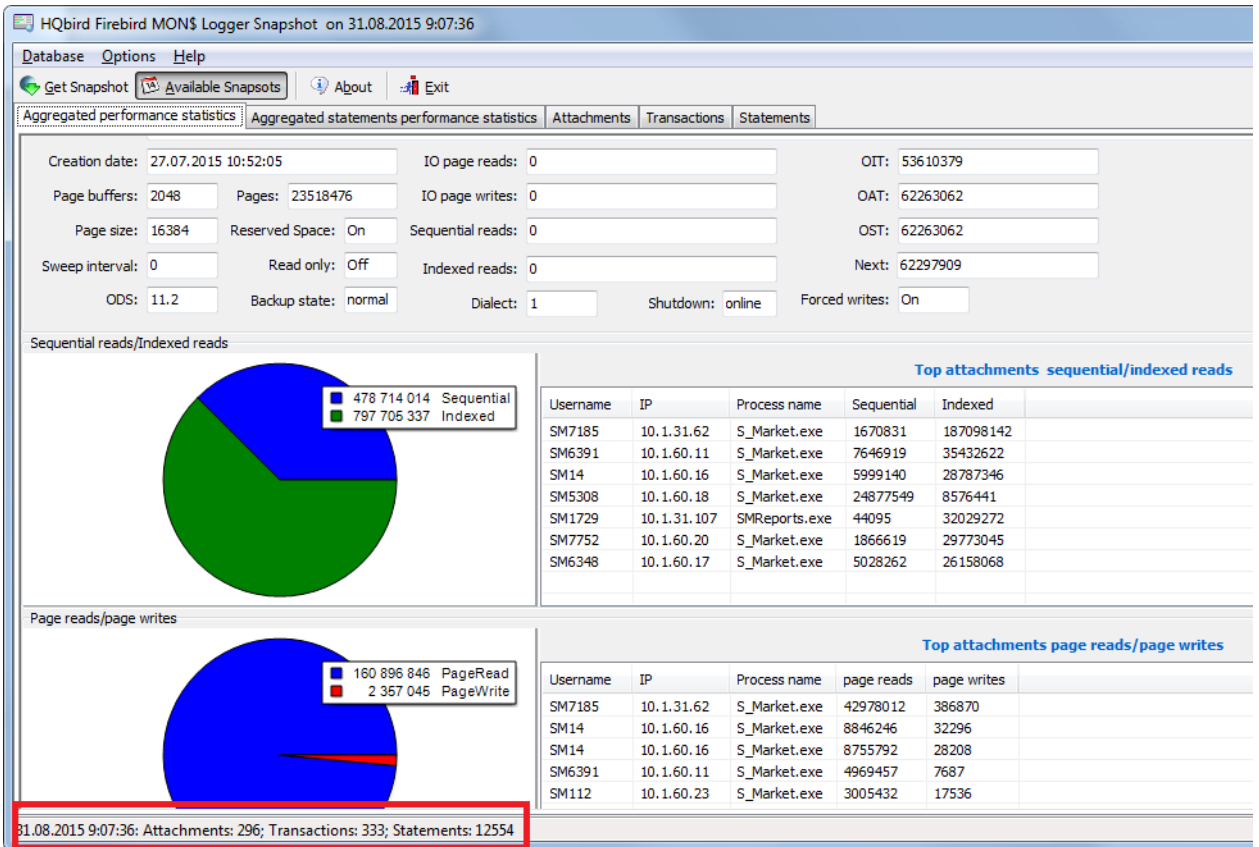 HQbird Firebird MON$ Logger Snapshot on 31.08.2015 9:07:36
Database Options Help
Get Snapshot Available Snapsots About Exit
Aggregated performance statistics Aggregated statements performance statistics Attachments Transactions Statements
Creation date: 27.07.2015 10:52:05 IO page reads: 0 OIT: 53610379
Page buffers: 2048 Pages: 23518476 IO page writes: 0 OAT: 62263062
Page size: 16384 Reserved Space: On Sequential reads: 0 OST: 62263062
Sweep interval: 0 Read only: Off Indexed reads: 0 Next: 62297909
ODS: 11.2 Backup state: normal Dialect: 1 Shutdown: online Forced writes: On
Sequential reads/Indexed reads
478 714 014 Sequential
797 705 337 Indexed
Top attachments sequential/indexed reads
Username IP Process name Sequential Indexed
SM7185 10.1.31.62 S_Market.exe 1670831 187098142
SM6391 10.1.60.11 S_Market.exe 7646919 35432622
SM14 10.1.60.16 S_Market.exe 5999140 28787346
SM5308 10.1.60.18 S_Market.exe 24877549 8576441
SM1729 10.1.31.107 SMReports.exe 44095 32029272
SM7752 10.1.60.20 S_Market.exe 1866619 29773045
SM6348 10.1.60.17 S_Market.exe 5028262 26158068
Page reads/page writes
160 896 846 PageRead
2 357 045 PageWrite
Top attachments page reads/page writes
Username IP Process name page reads page writes
SM7185 10.1.31.62 S_Market.exe 42978012 386870
SM14 10.1.60.16 S_Market.exe 8846246 32296
SM14 10.1.60.16 S_Market.exe 8755792 28208
SM6391 10.1.60.11 S_Market.exe 4969457 7687
SM112 10.1.60.23 S_Market.exe 3005432 17536
31.08.2015 9:07:36: Attachments: 296; Transactions: 333; Statements: 12554